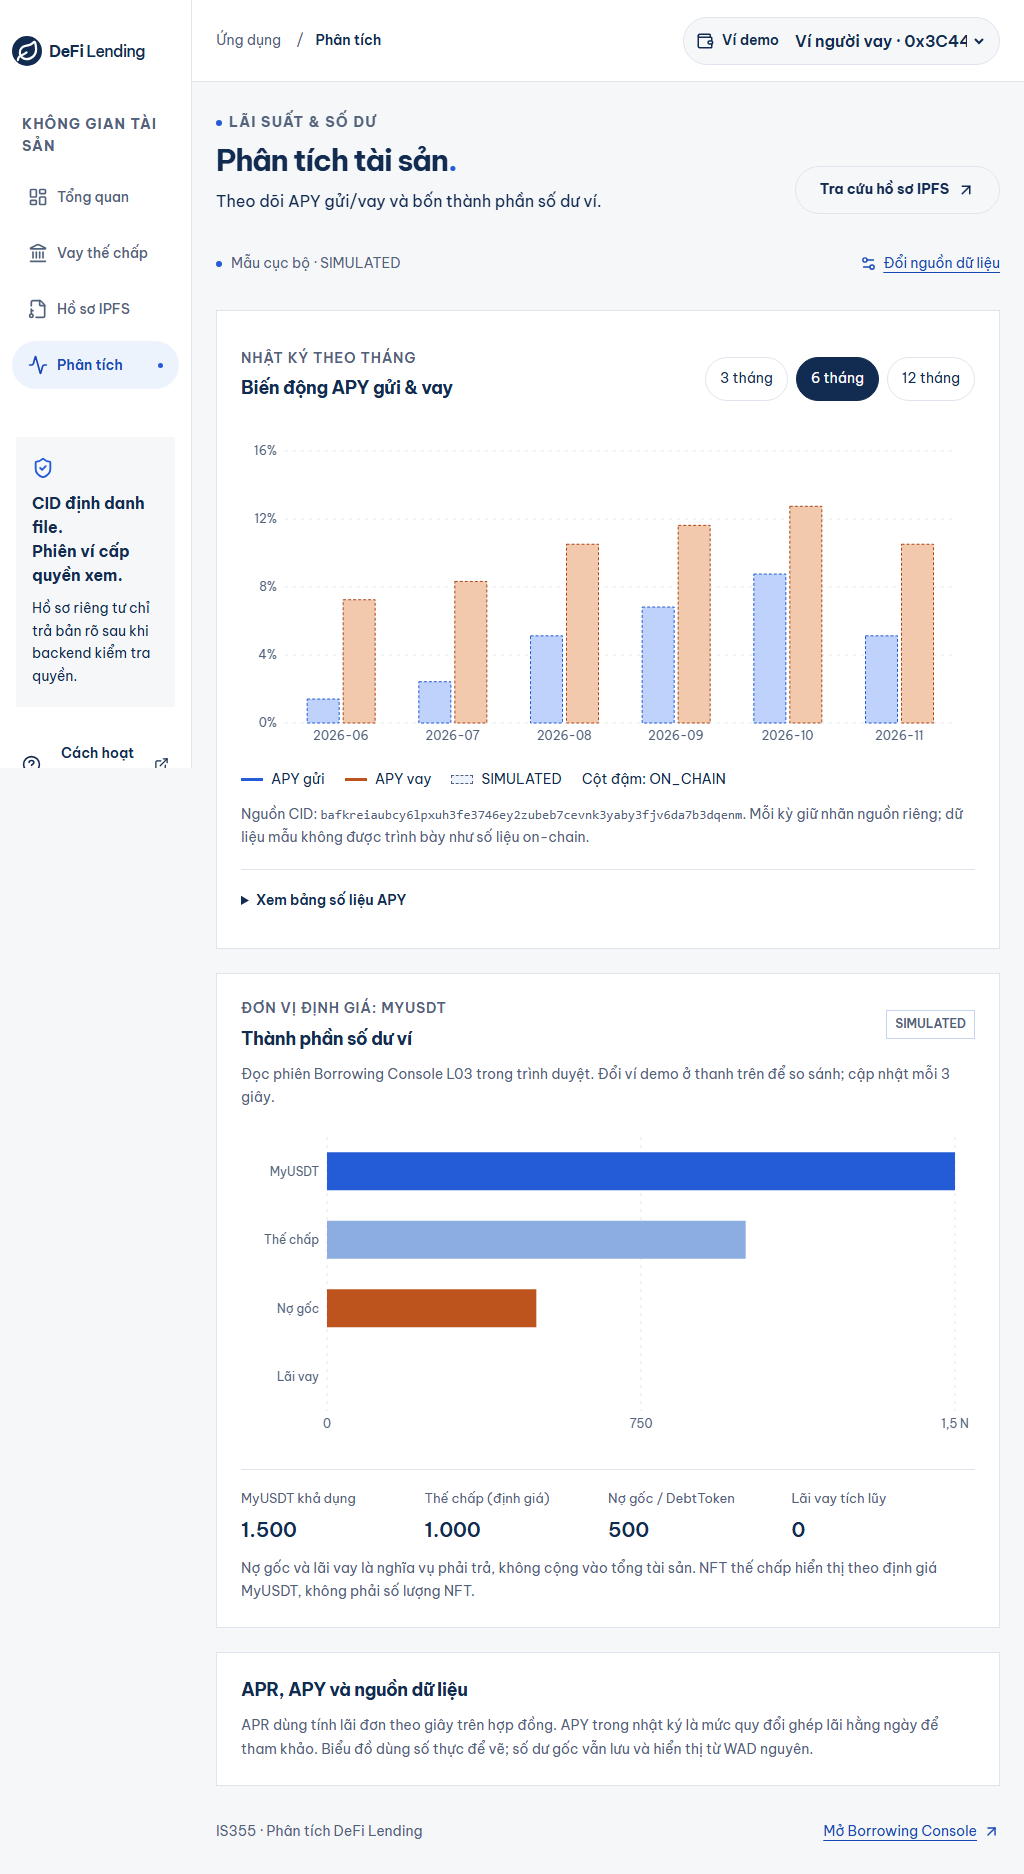 DeFi Lending
KHÔNG GIAN TÀI
SẢN
Tổng quan
Vay thế chấp
Hồ sơ IPFS
Phân tích
CID định danh
file.
Phiên ví cấp
quyền xem.
Hồ sơ riêng tư chỉ
trả bản rõ sau khi
backend kiểm tra
quyền.
Cách hoạt
Ứng dụng / Phân tích
Ví demo Ví người vay · 0x3C44
LÃI SUẤT & SỐ DƯ
Phân tích tài sản.
Theo dõi APY gửi/vay và bốn thành phần số dư ví.
Tra cứu hồ sơ IPFS
Mẫu cục bộ · SIMULATED
Đổi nguồn dữ liệu
NHẬT KÝ THEO THÁNG
Biến động APY gửi & vay
3 tháng 6 tháng 12 tháng
16%
12%
8%
4%
0%
2026-06 2026-07 2026-08 2026-09 2026-10 2026-11
APY gửi APY vay SIMULATED Cột đậm: ON_CHAIN
Nguồn CID: bafkreiaubcy6lpxuh3fe3746ey2zubeb7cevnk3yaby3fjv6da7b3dqenm. Mỗi kỳ giữ nhãn nguồn riêng; dữ
liệu mẫu không được trình bày như số liệu on-chain.
Xem bảng số liệu APY
ĐƠN VỊ ĐỊNH GIÁ: MYUSDT
Thành phần số dư ví
SIMULATED
Đọc phiên Borrowing Console L03 trong trình duyệt. Đổi ví demo ở thanh trên để so sánh; cập nhật mỗi 3
giây.
MyUSDT
Thế chấp
Nợ gốc
Lãi vay
0 750 1,5 N
MyUSDT khả dụng Thế chấp (định giá) Nợ gốc / DebtToken Lãi vay tích lũy
1.500 1.000 500 0
Nợ gốc và lãi vay là nghĩa vụ phải trả, không cộng vào tổng tài sản. NFT thế chấp hiển thị theo định giá
MyUSDT, không phải số lượng NFT.
APR, APY và nguồn dữ liệu
APR dùng tính lãi đơn theo giây trên hợp đồng. APY trong nhật ký là mức quy đổi ghép lãi hằng ngày để
tham khảo. Biểu đồ dùng số thực để vẽ; số dư gốc vẫn lưu và hiển thị từ WAD nguyên.
IS355 · Phân tích DeFi Lending
Mở Borrowing Console